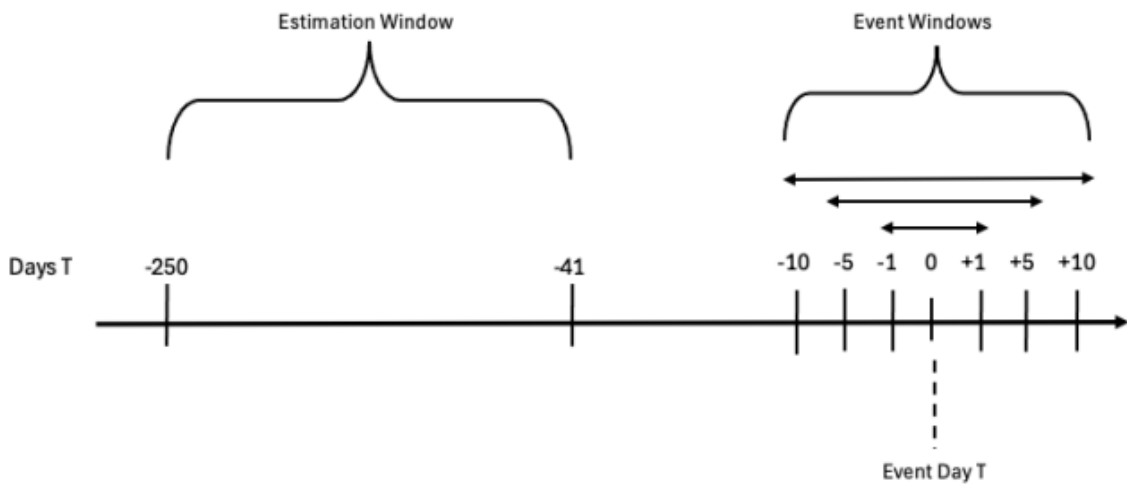 Estimation Window
Event Windows
Days T
-250
-41
-10
-5
-1
0
+1
+5
+10
Event Day T